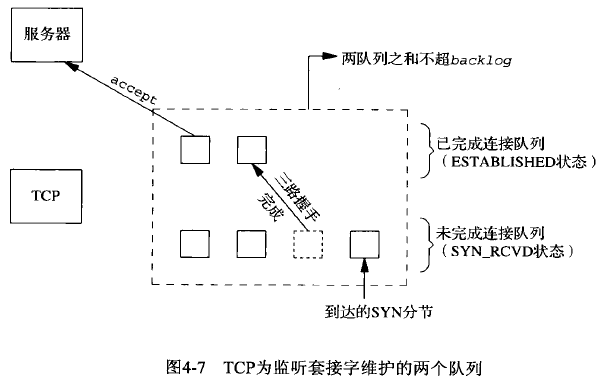 服务器
两队列之和不超backlog
accept
已完成连接队列
（ESTABLISHED状态）
TCP
三路握手
完成
未完成连接队列
（SYN_RCVD状态）
到达的SYN分节
图4-7 TCP为监听套接字维护的两个队列